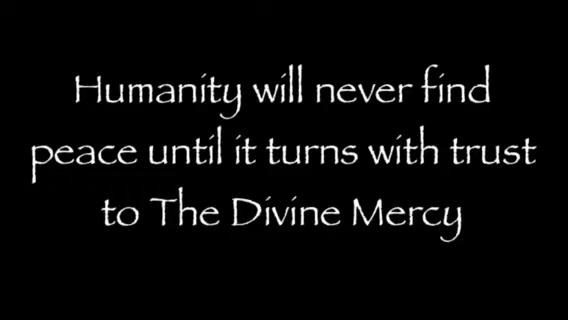 Humanity will never find
peace until it turns with trust
to The Divine Mercy